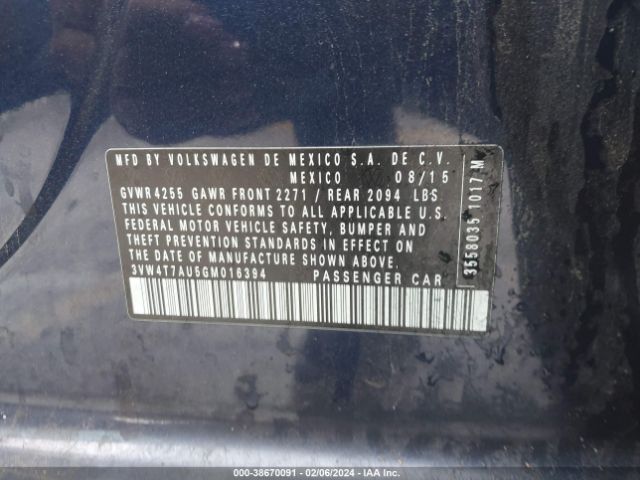 MFD BY VOLKSWAGEN DE MEXICO S.A. DE C.V.
MEXICO 08/15
GVWR 4255 GAWR FRONT 2271 / REAR 2094 LBS
THIS VEHICLE CONFORMS TO ALL APPLICABLE U.S.
FEDERAL MOTOR VEHICLE SAFETY, BUMPER AND
THEFT PREVENTION STANDARDS IN EFFECT ON
THE DATE OF MANUFACTURE SHOWN ABOVE.
3VW4T7AU5GM016394 PASSENGER CAR
3558035 1017 M
000-38670091 - 02/06/2024 - IAA Inc.